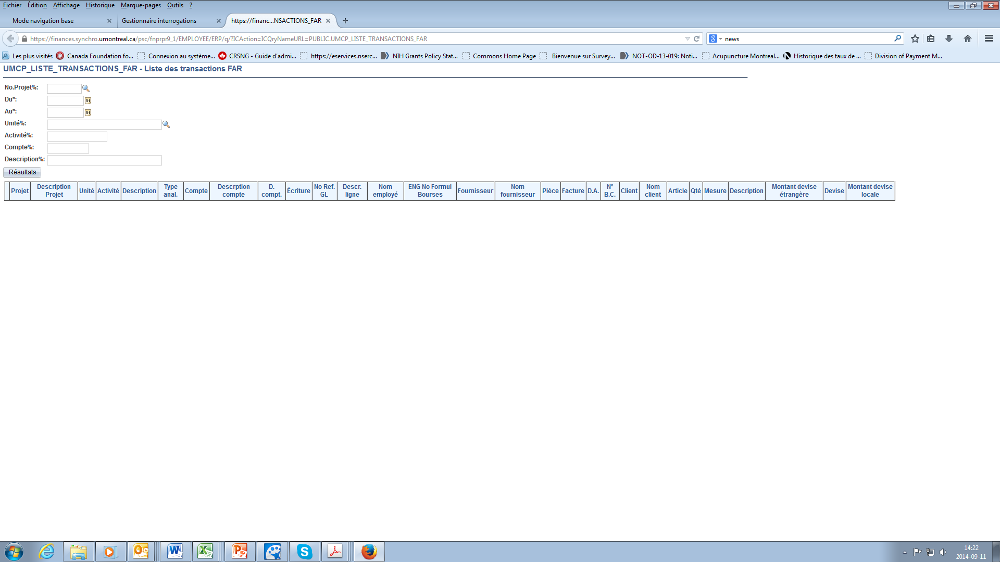 Fichier Édition Affichage Historique Marque-pages Outils ?
Mode navigation base
Gestionnaire interrogations
https://financ...NSACTIONS_FAR
https://finances.synchro.umontreal.ca/psc/fnprpr9_1/EMPLOYEE/ERP/q/?ICAction=ICQryNameURL=PUBLIC.UMCP_LISTE_TRANSACTIONS_FAR
8 news
Les plus visités Canada Foundation fo... Connexion au système... CRSNG - Guide d'admi... https://eservices.nserc... NIH Grants Policy Stat... Commons Home Page Bienvenue sur Survey... NOT-OD-13-019: Noti... Acupuncture Montreal... Historique des taux de ... Division of Payment M...
UMCP_LISTE_TRANSACTIONS_FAR - Liste des transactions FAR
No.Projet%:
Du*:
31
Au*:
31
Unité%:
Activité%:
Compte%:
Description%:
Résultats
Projet
Description Projet
Unité
Activité
Description
Type anal.
Compte
Descrption compte
D. compt.
Écriture
No Ref. GL
Descr. ligne
Nom employé
ENG No Formul Bourses
Fournisseur
Nom fournisseur
Pièce
Facture
D.A.
N° B.C.
Client
Nom client
Article
Qté
Mesure
Description
Montant devise étrangère
Devise
Montant devise locale
14:22
2014-09-11